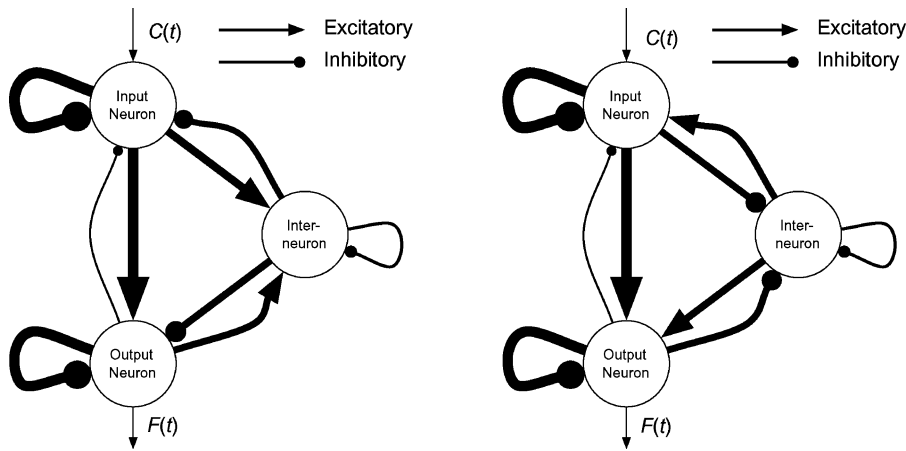 C(t)
Excitatory
Inhibitory
Input
Neuron
Inter-
neuron
Output
Neuron
F(t)
C(t)
Excitatory
Inhibitory
Input
Neuron
Inter-
neuron
Output
Neuron
F(t)